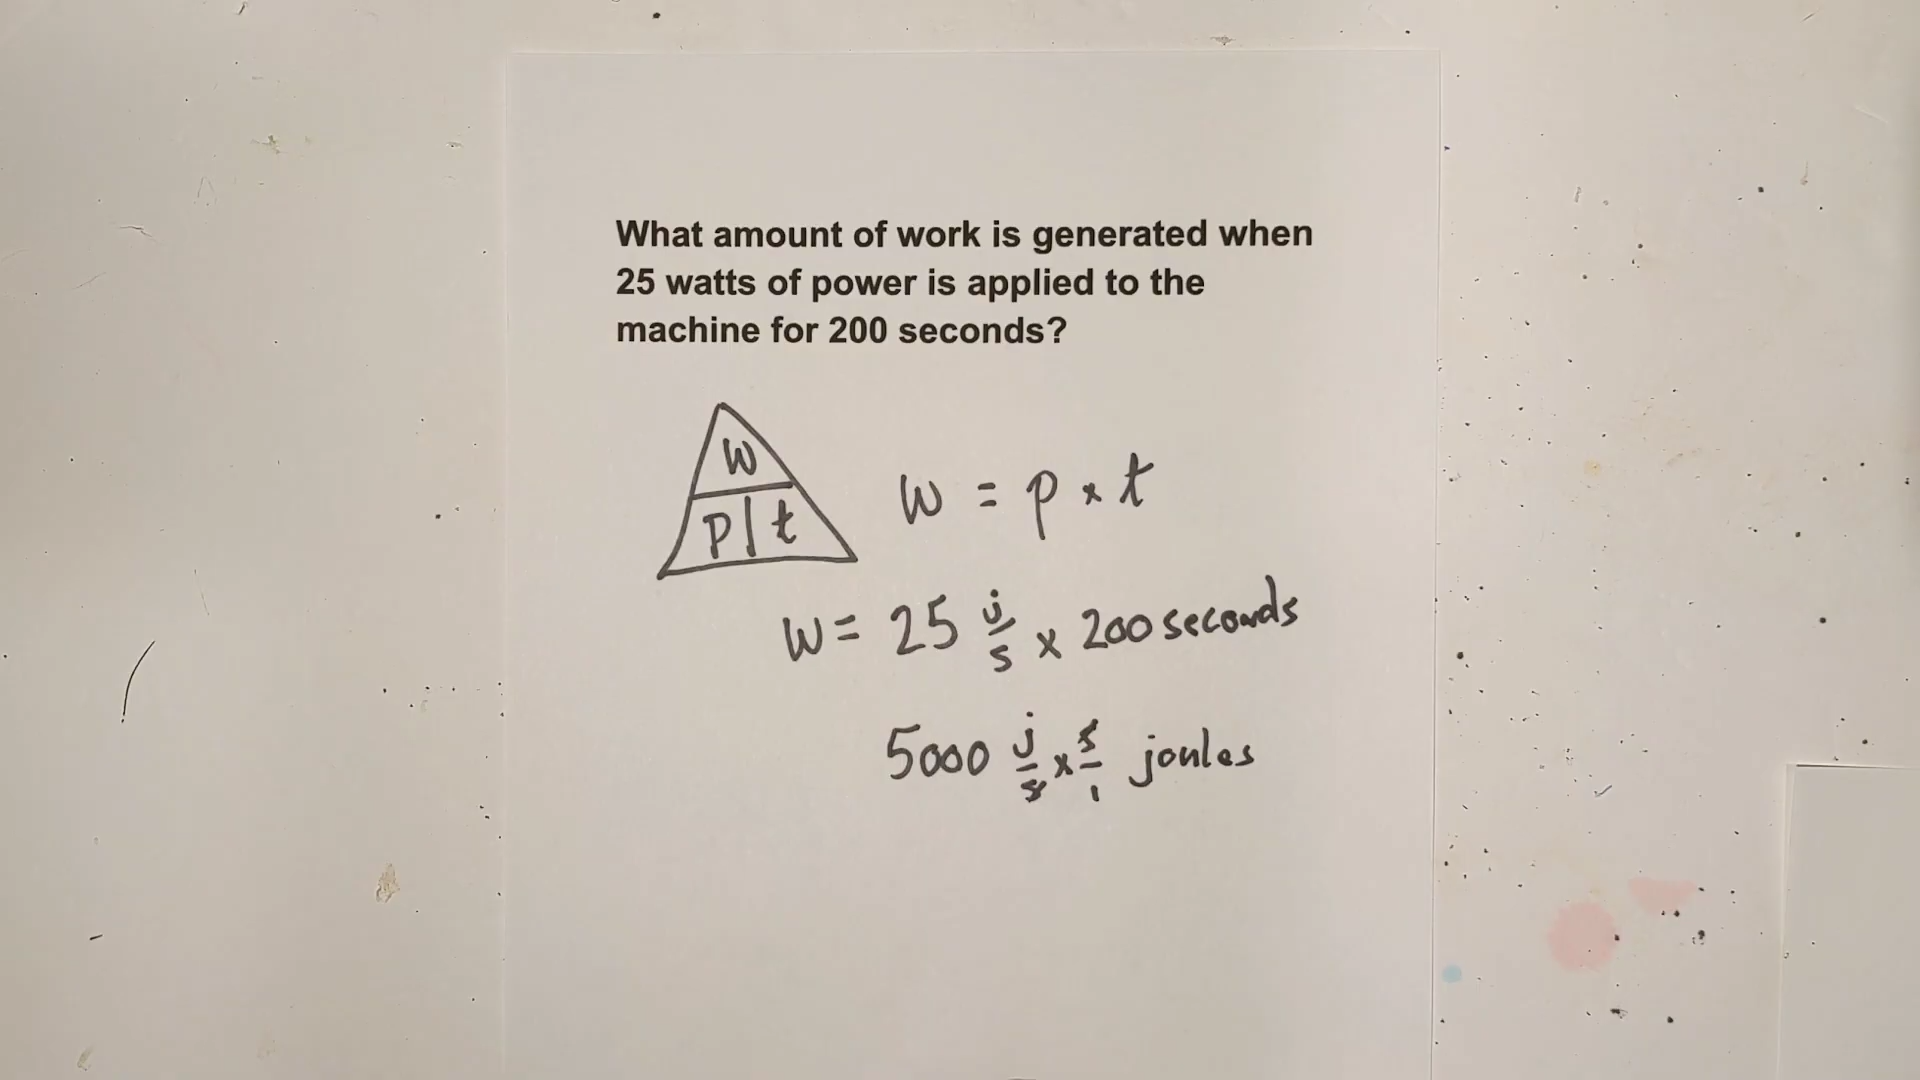 What amount of work is generated when
25 watts of power is applied to the
machine for 200 seconds?
W
P | t
W = P × t
W = 25 j/s × 200 seconds
5000 j/s × s/1 joules